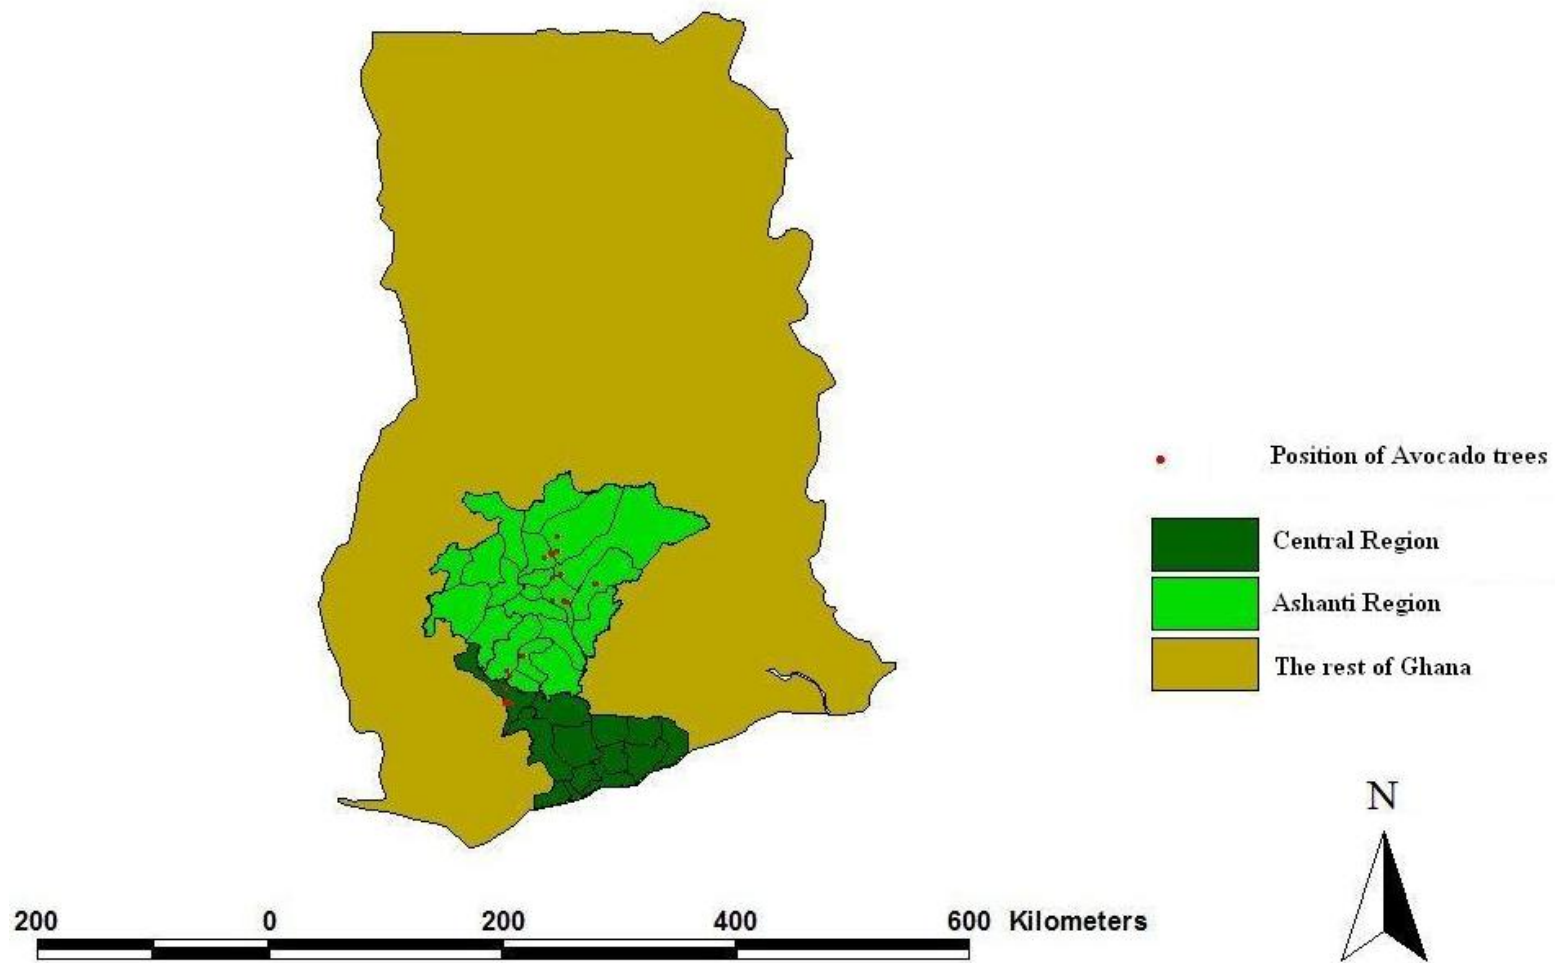 Position of Avocado trees
Central Region
Ashanti Region
The rest of Ghana
N
200 0 200 400 600 Kilometers